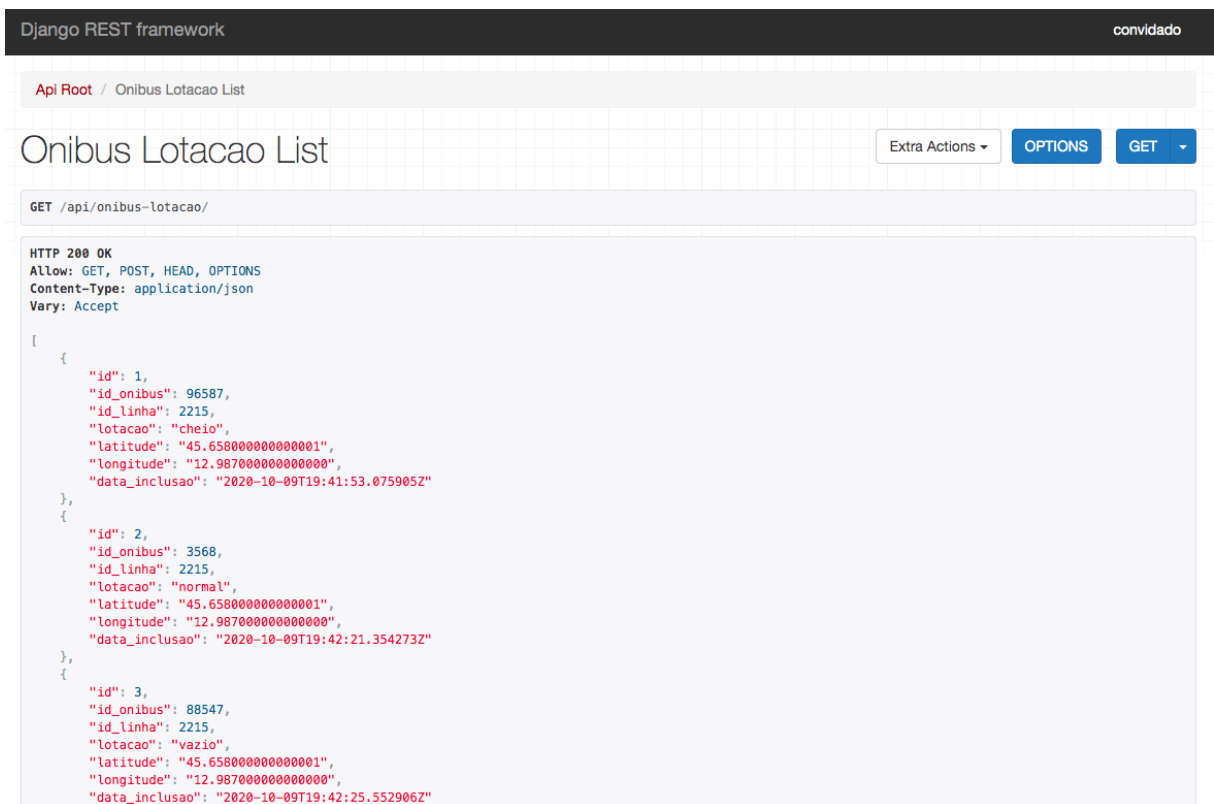 Django REST framework
convidado
Api Root / Onibus Lotacao List
Onibus Lotacao List
Extra Actions
OPTIONS
GET
GET /api/onibus-lotacao/
HTTP 200 OK
Allow: GET, POST, HEAD, OPTIONS
Content-Type: application/json
Vary: Accept
[
    {
        "id": 1,
        "id_onibus": 96587,
        "id_linha": 2215,
        "lotacao": "cheio",
        "latitude": "45.658000000000001",
        "longitude": "12.987000000000000",
        "data_inclusao": "2020-10-09T19:41:53.075905Z"
    },
    {
        "id": 2,
        "id_onibus": 3568,
        "id_linha": 2215,
        "lotacao": "normal",
        "latitude": "45.658000000000001",
        "longitude": "12.987000000000000",
        "data_inclusao": "2020-10-09T19:42:21.354273Z"
    },
    {
        "id": 3,
        "id_onibus": 88547,
        "id_linha": 2215,
        "lotacao": "vazio",
        "latitude": "45.658000000000001",
        "longitude": "12.987000000000000",
        "data_inclusao": "2020-10-09T19:42:25.552906Z"